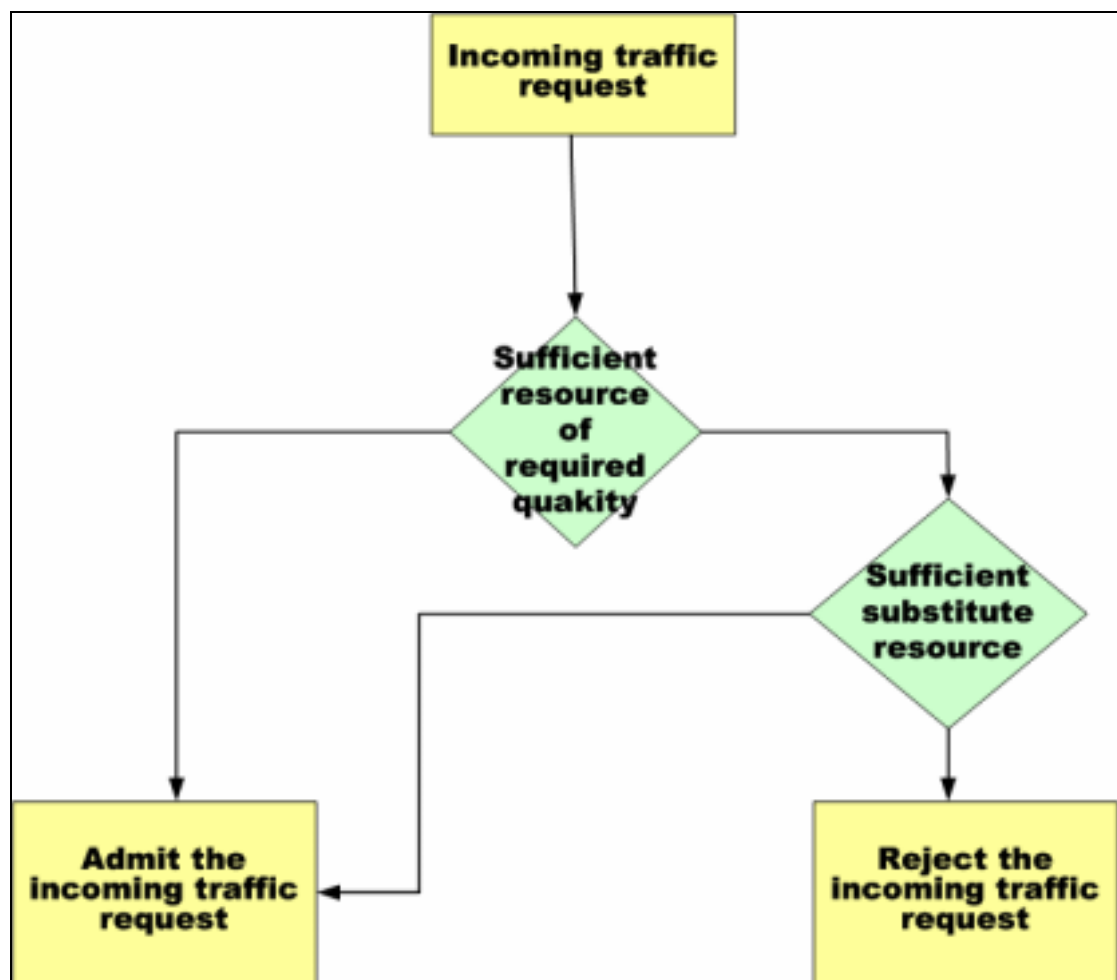 Incoming traffic
request
Sufficient
resource
of
required
quakity
Sufficient
substitute
resource
Admit the
incoming traffic
request
Reject the
incoming traffic
request